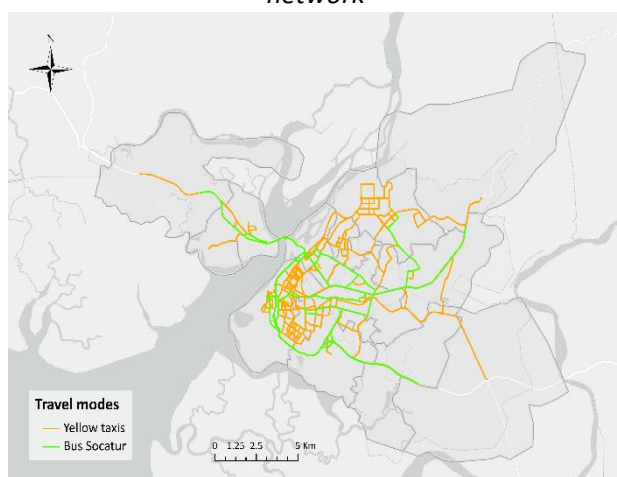 network
N
Travel modes
Yellow taxis
Bus Socatur
0 1.25 2.5 5 Km